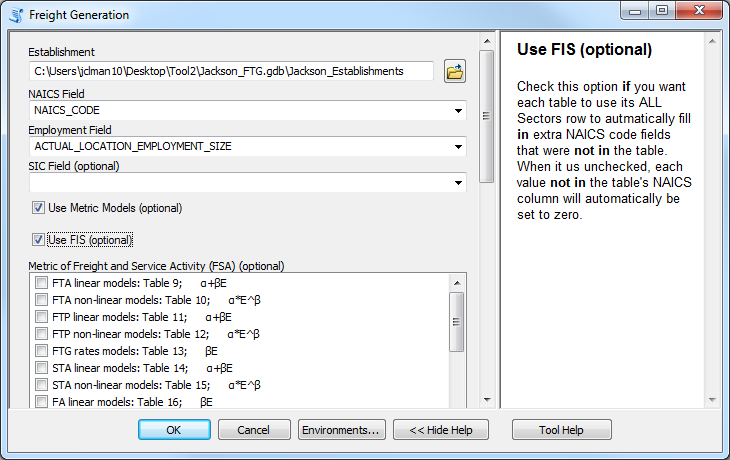 Freight Generation
Establishment
C:\Users\jdman10\Desktop\Tool2\Jackson_FTG.gdb\Jackson_Establishments
NAICS Field
NAICS_CODE
Employment Field
ACTUAL_LOCATION_EMPLOYMENT_SIZE
SIC Field (optional)
Use Metric Models (optional)
Use FIS (optional)
Metric of Freight and Service Activity (FSA) (optional)
FTA linear models: Table 9; α+βE
FTA non-linear models: Table 10; α*E^β
FTP linear models: Table 11; α+βE
FTP non-linear models: Table 12; α*E^β
FTG rates models: Table 13; βE
STA linear models: Table 14; α+βE
STA non-linear models: Table 15; α*E^β
FA linear models: Table 16; βE
OK
Cancel
Environments...
<< Hide Help
Tool Help
Use FIS (optional)
Check this option if you want
each table to use its ALL
Sectors row to autmatically fill
in extra NAICS code fields
that were not in the table.
When it us unchecked, each
value not in the table's NAICS
column will automatically be
set to zero.